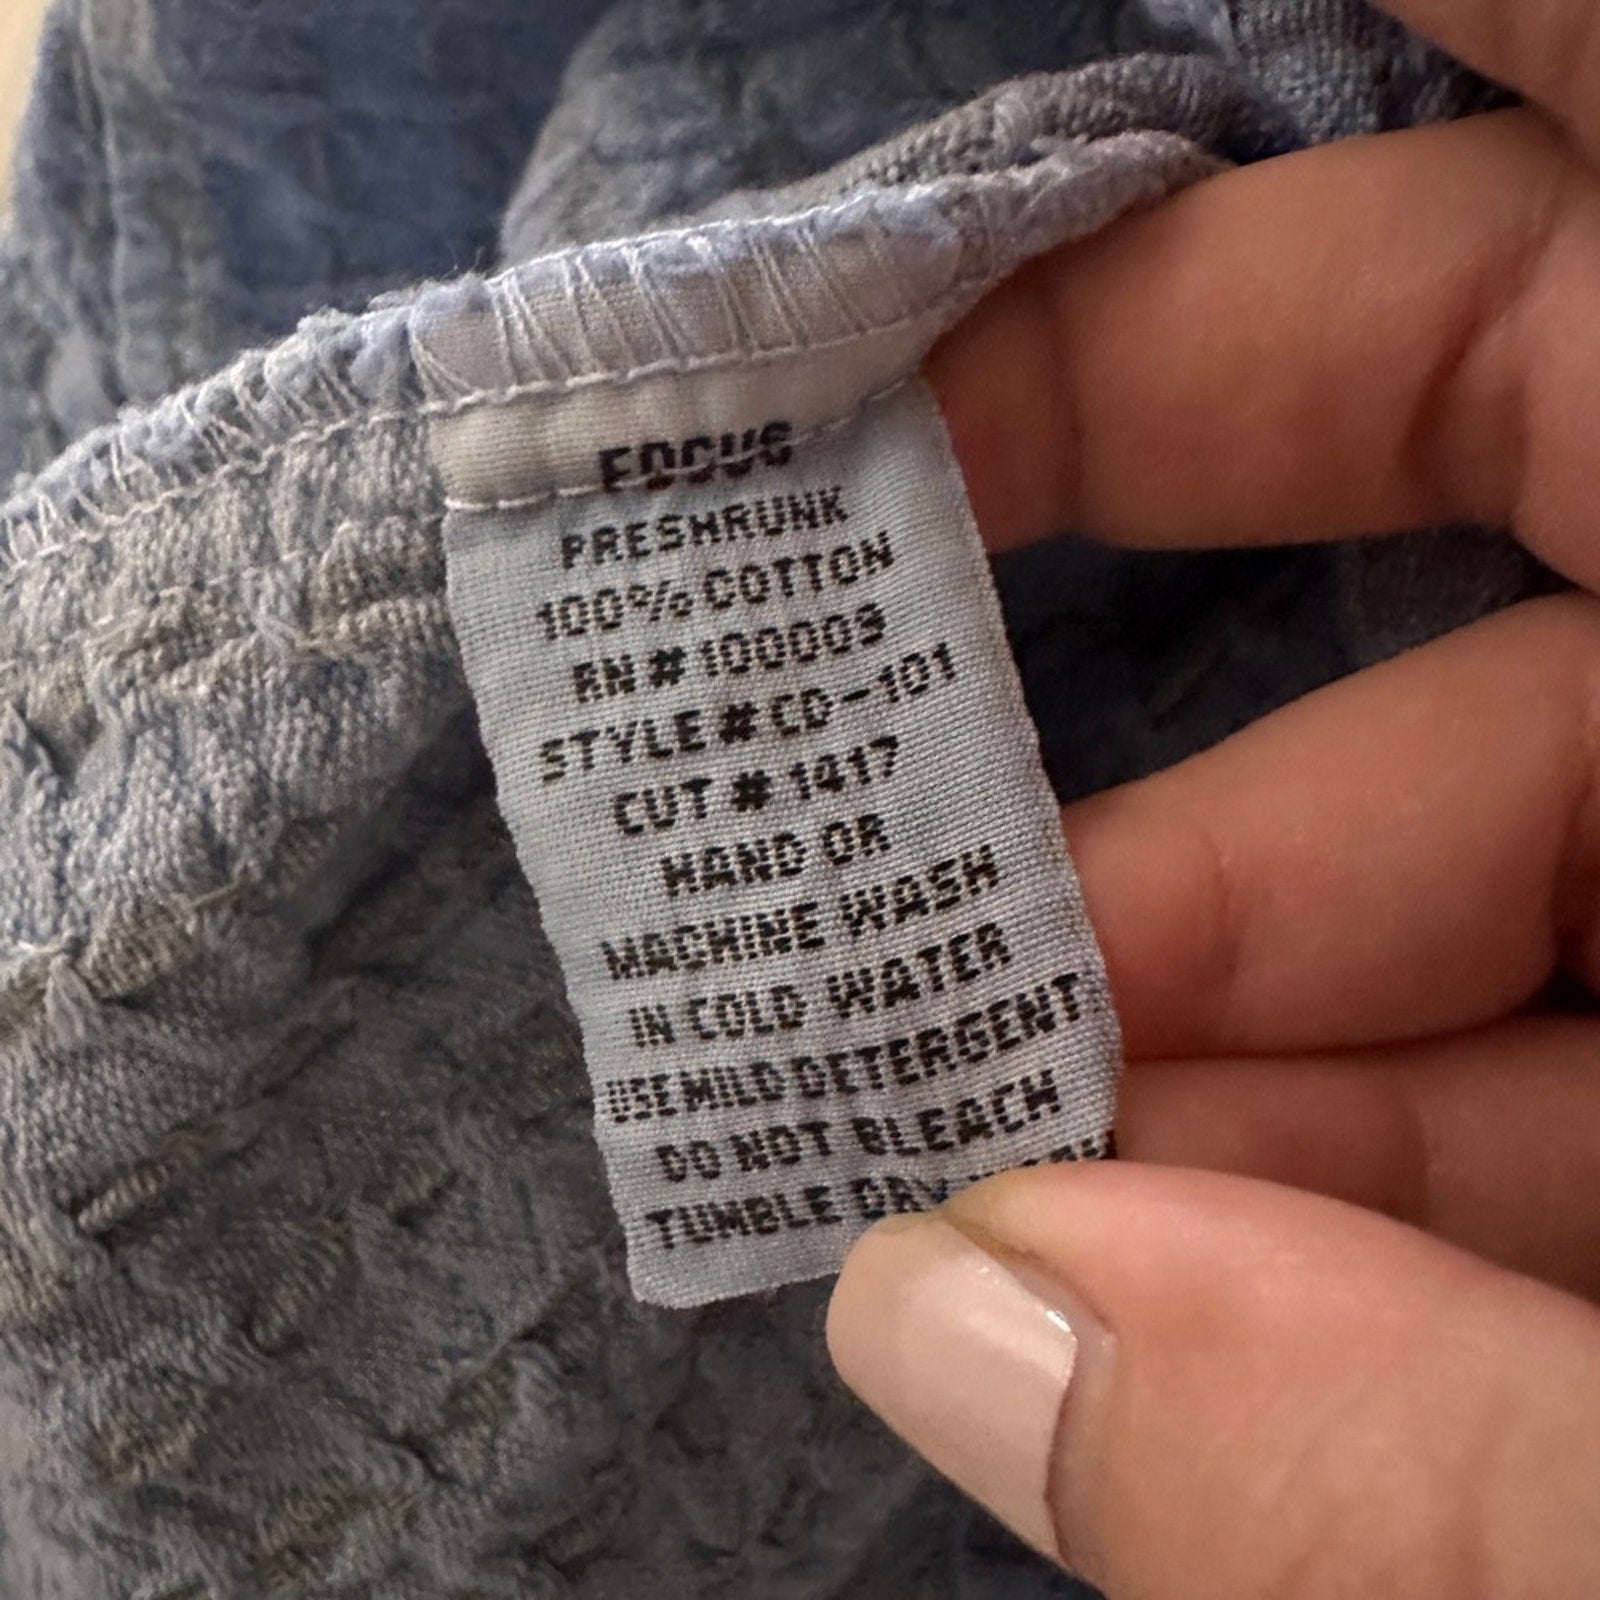 FOCUS
PRESHRUNK
100% COTTON
RN # 100009
STYLE # CD-101
CUT # 1417
HAND OR
MACHINE WASH
IN COLD WATER
USE MILD DETERGENT
DO NOT BLEACH
TUMBLE DRY